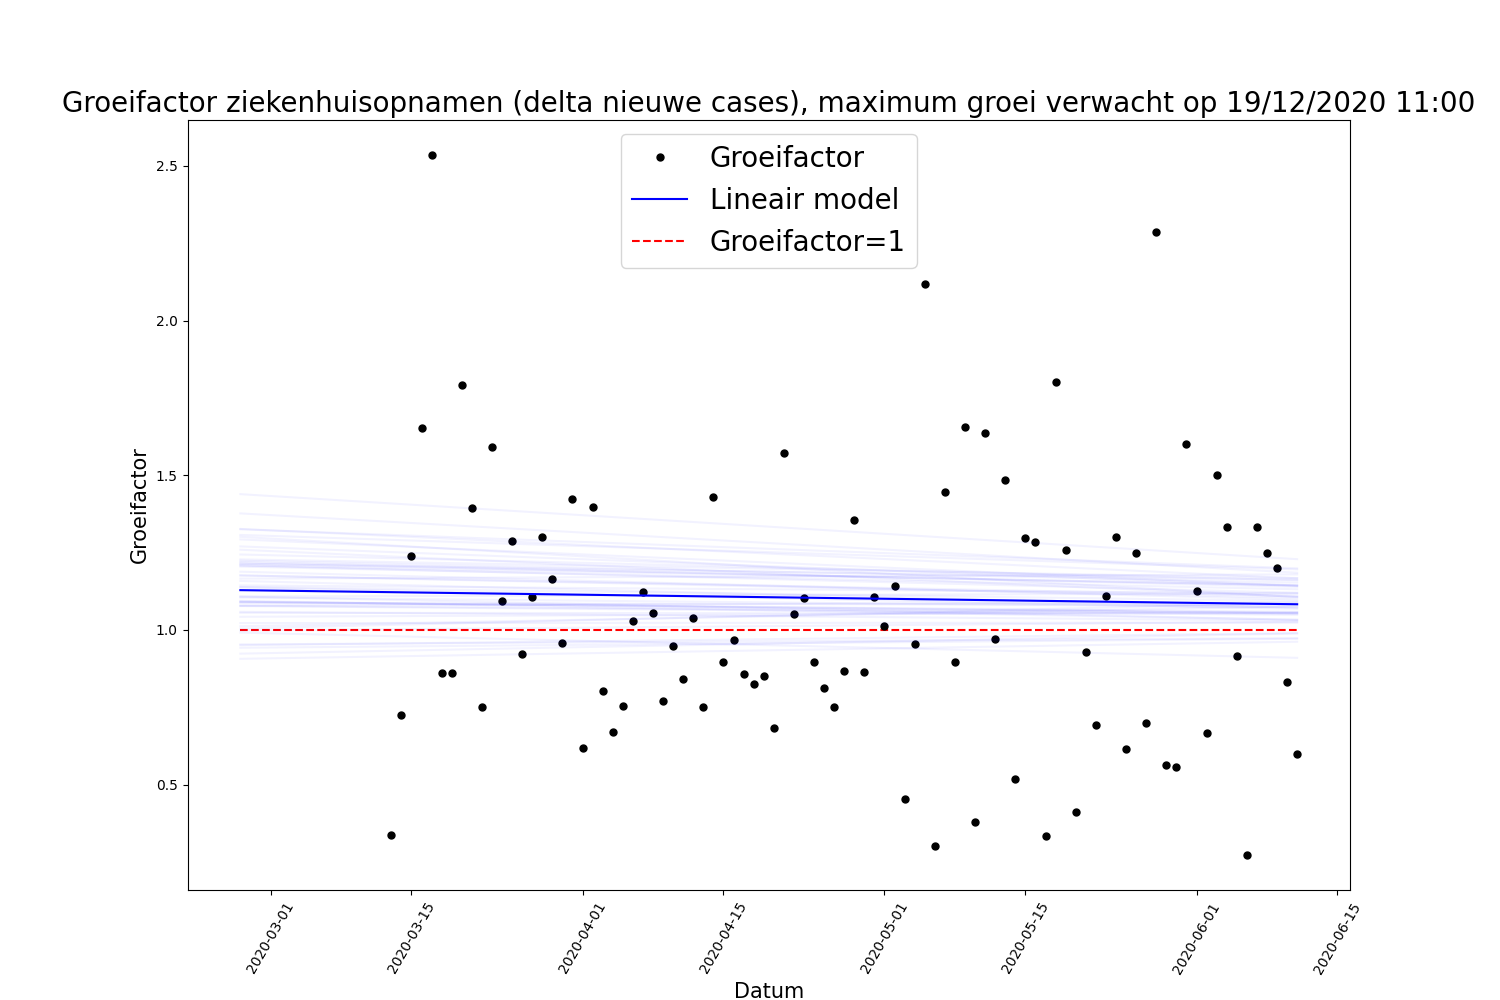 Groeifactor ziekenhuisopnamen (delta nieuwe cases), maximum groei verwacht op 19/12/2020 11:00
Groeifactor
Lineair model
Groeifactor=1
2.5
2.0
1.5
1.0
0.5
Groeifactor
2020-03-01
2020-03-15
2020-04-01
2020-04-15
2020-05-01
2020-05-15
2020-06-01
2020-06-15
Datum